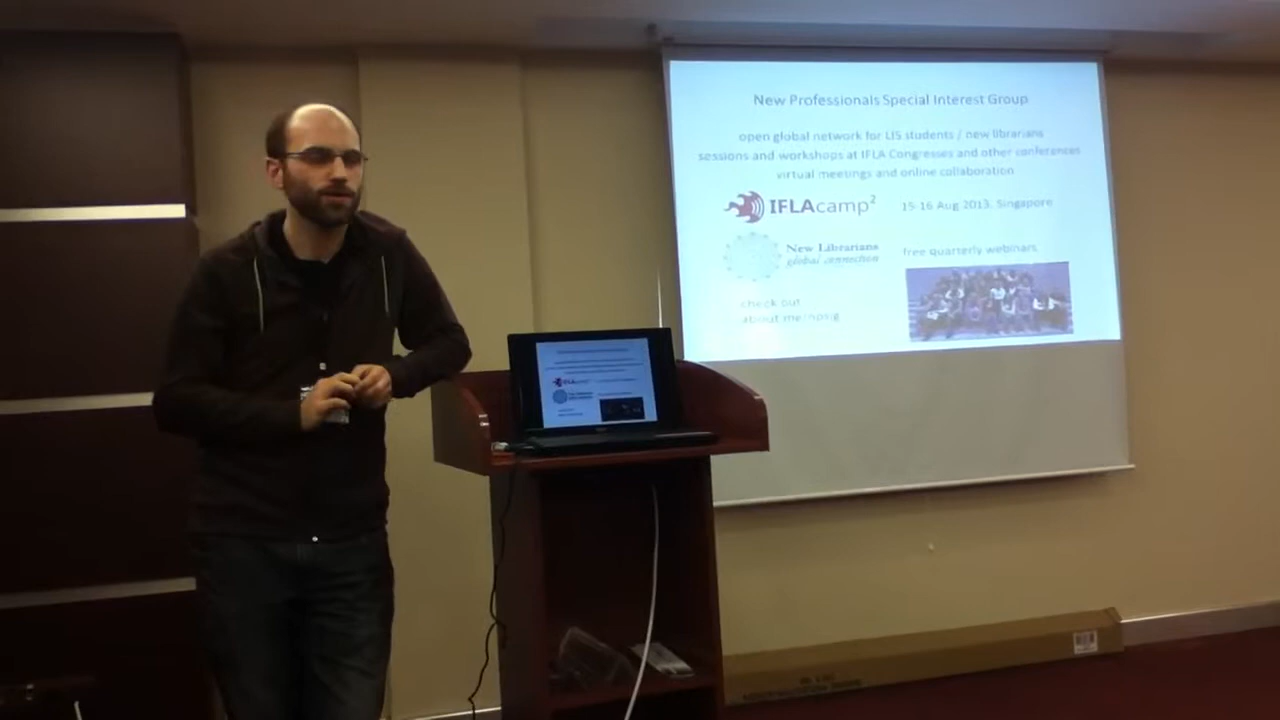 New Professionals Special Interest Group
open global network for LIS students / new librarians
sessions and workshops at IFLA Congresses and other conferences
virtual meetings and online collaboration
IFLAcamp² 15-16 Aug 2013, Singapore
New Librarians
global connection
free quarterly webinars
check out
about.me/npsig
IFLAcamp²